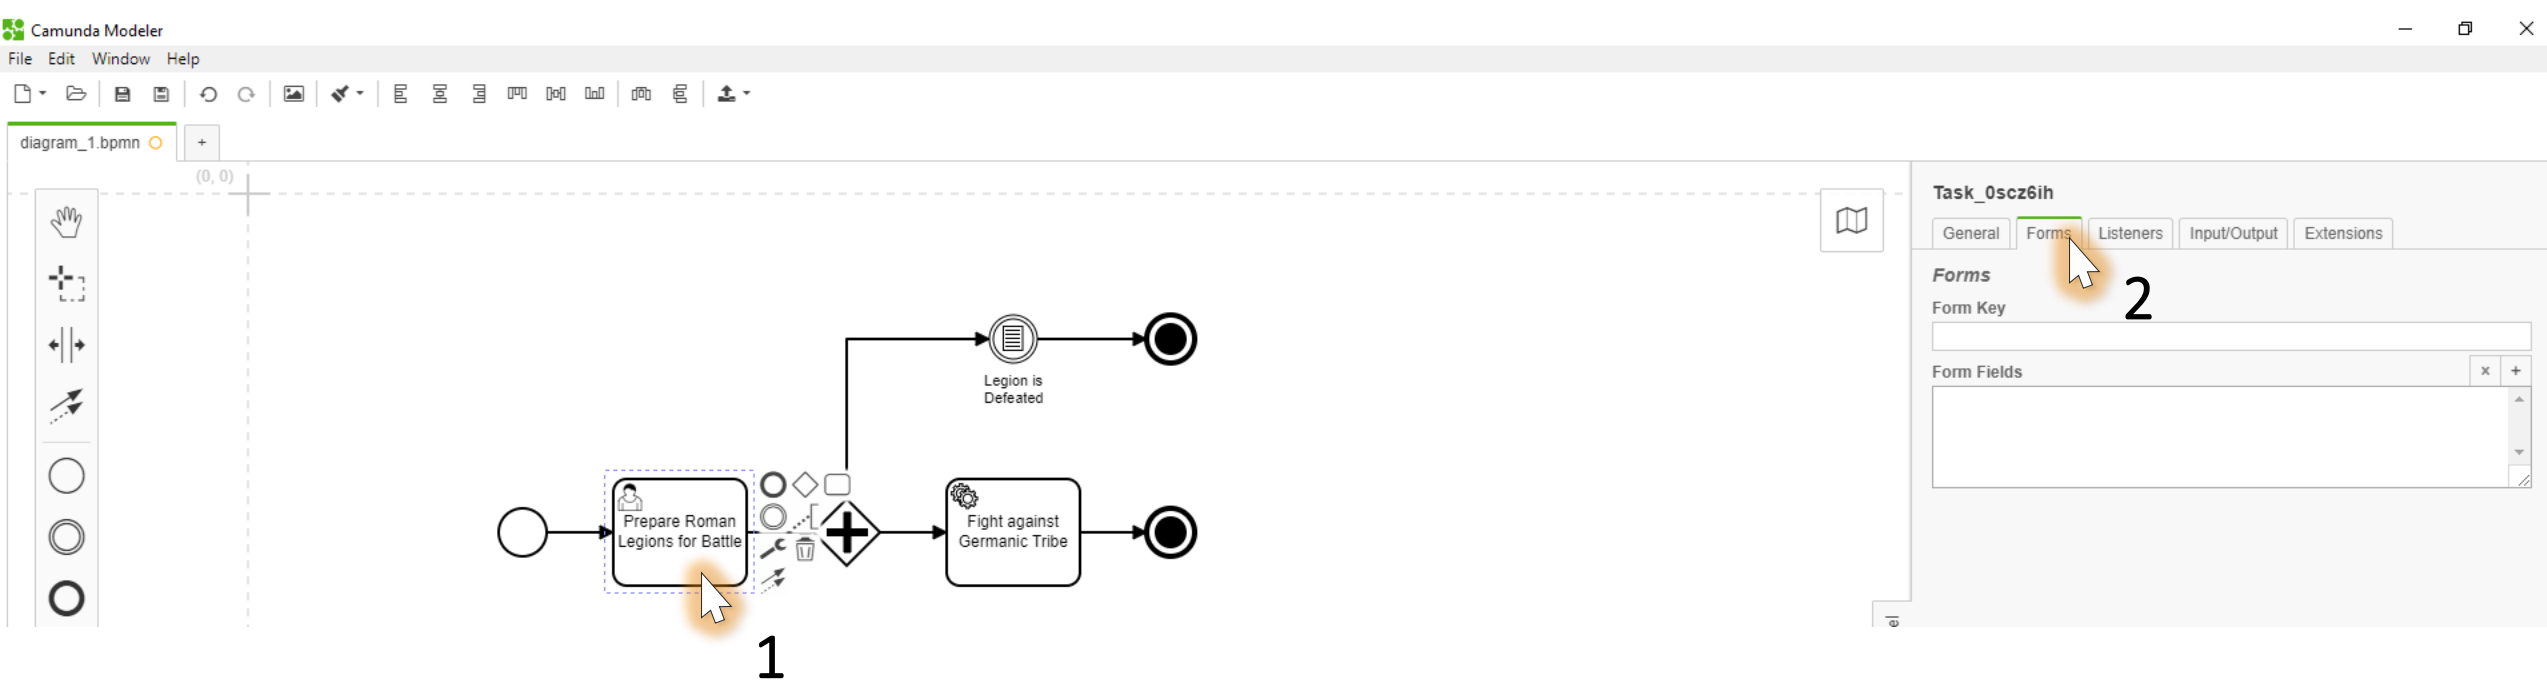 Camunda Modeler
File Edit Window Help
diagram_1.bpmn +
(0, 0)
Task_0scz6ih
General Forms Listeners Input/Output Extensions
Forms
2
Form Key
Form Fields x +
Legion is
Defeated
Prepare Roman
Legions for Battle
Fight against
Germanic Tribe
el
1